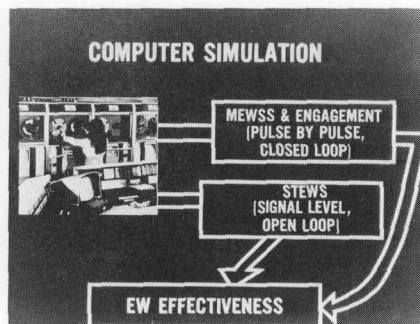 COMPUTER SIMULATION
MEWSS & ENGAGEMENT
(PULSE BY PULSE,
CLOSED LOOP)
STEWS
(SIGNAL LEVEL,
OPEN LOOP)
EW EFFECTIVENESS